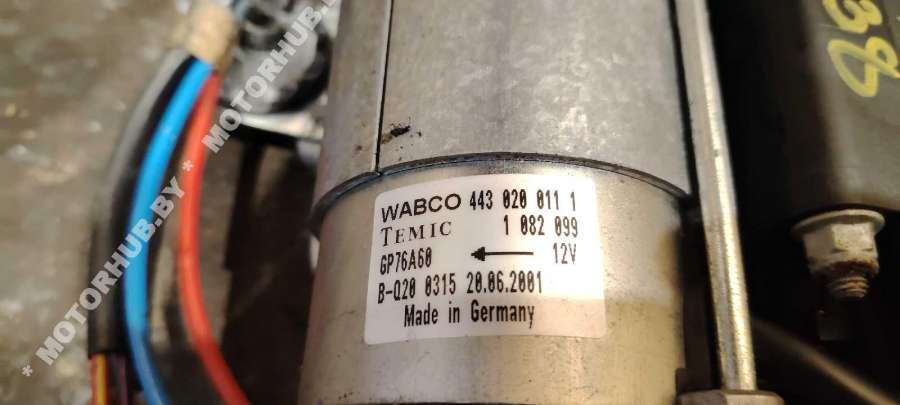 WABCO 443 020 011 1
TEMIC 1 082 099
GP76A60 12V
B-Q20 0315 20.06.2001
Made in Germany
38
* MOTORHUB.BY * MOTORHUB.BY